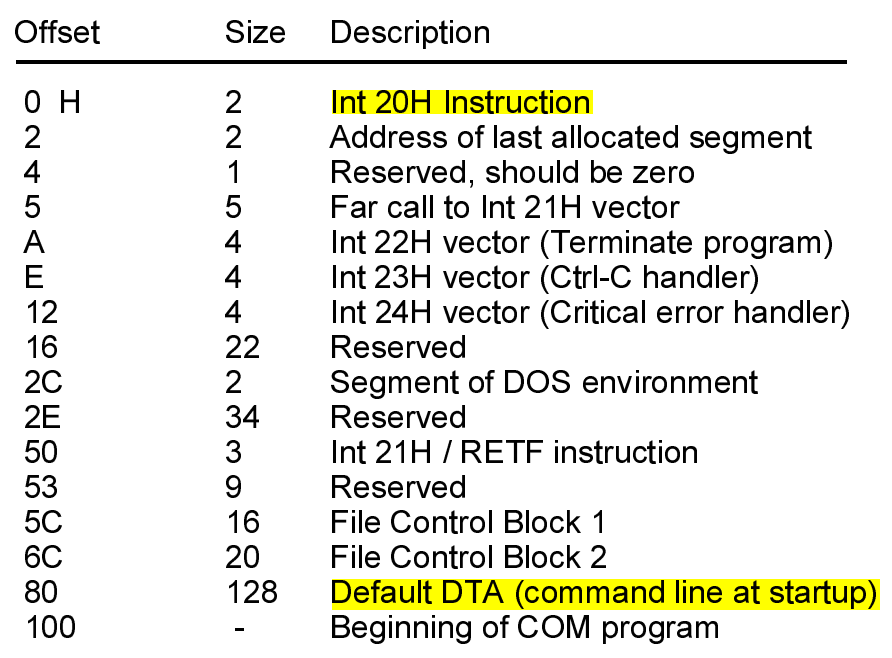 Offset Size Description
0 H 2 Int 20H Instruction
2 2 Address of last allocated segment
4 1 Reserved, should be zero
5 5 Far call to Int 21H vector
A 4 Int 22H vector (Terminate program)
E 4 Int 23H vector (Ctrl-C handler)
12 4 Int 24H vector (Critical error handler)
16 22 Reserved
2C 2 Segment of DOS environment
2E 34 Reserved
50 3 Int 21H / RETF instruction
53 9 Reserved
5C 16 File Control Block 1
6C 20 File Control Block 2
80 128 Default DTA (command line at startup)
100 - Beginning of COM program